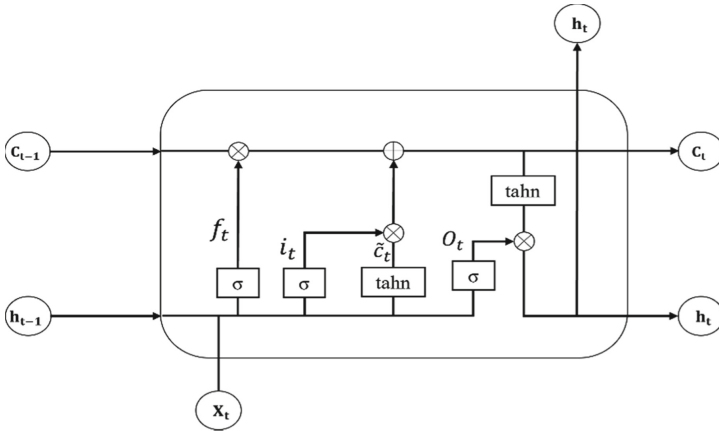 h_t
C_{t-1}
⊗
⊕
C_t
tahn
f_t
i_t
⊗
c̃_t
O_t
⊗
σ
σ
tahn
σ
h_{t-1}
h_t
X_t